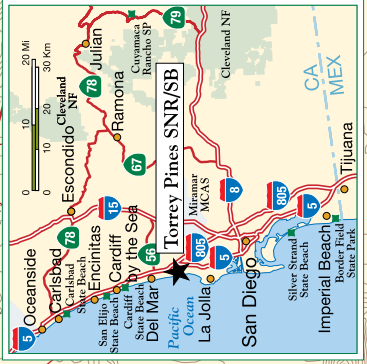 Oceanside
Carlsbad
Carlsbad
State Beach
Encinitas
San Elijo
State Beach
Cardiff
by the Sea
Cardiff
State Beach
Del Mar
Torrey Pines SNR/SB
Pacific
Ocean
La Jolla
San Diego
Silver Strand
State Beach
Imperial Beach
Border Field
State Park
Tijuana
Miramar
MCAS
Escondido
Cleveland
NF
Ramona
Julian
Cuyamaca
Rancho SP
Cleveland NF
CA
MEX
0
20 Mi
0
30 Km
5
78
15
56
805
5
67
78
79
8
805
5